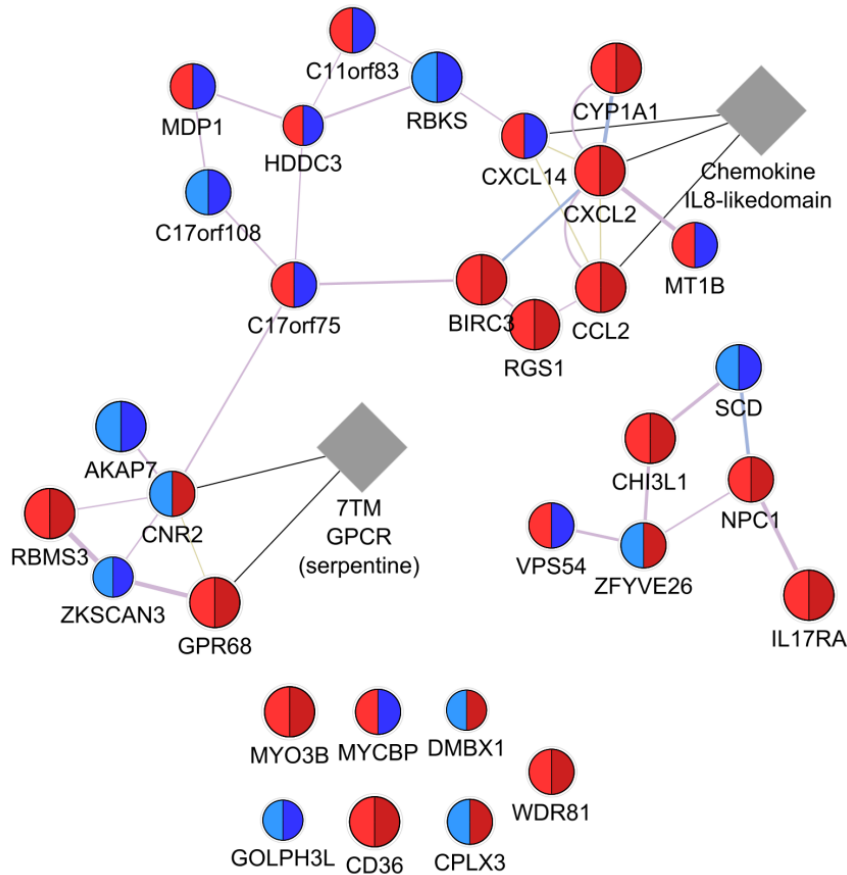 C11orf83
CYP1A1
MDP1
RBKS
HDDC3
CXCL14
Chemokine
IL8-likedomain
CXCL2
C17orf108
MT1B
C17orf75
BIRC3
CCL2
RGS1
SCD
AKAP7
CHI3L1
CNR2
7TM
GPCR
(serpentine)
NPC1
RBMS3
VPS54
ZFYVE26
ZKSCAN3
GPR68
IL17RA
MYO3B
MYCBP
DMBX1
WDR81
GOLPH3L
CD36
CPLX3